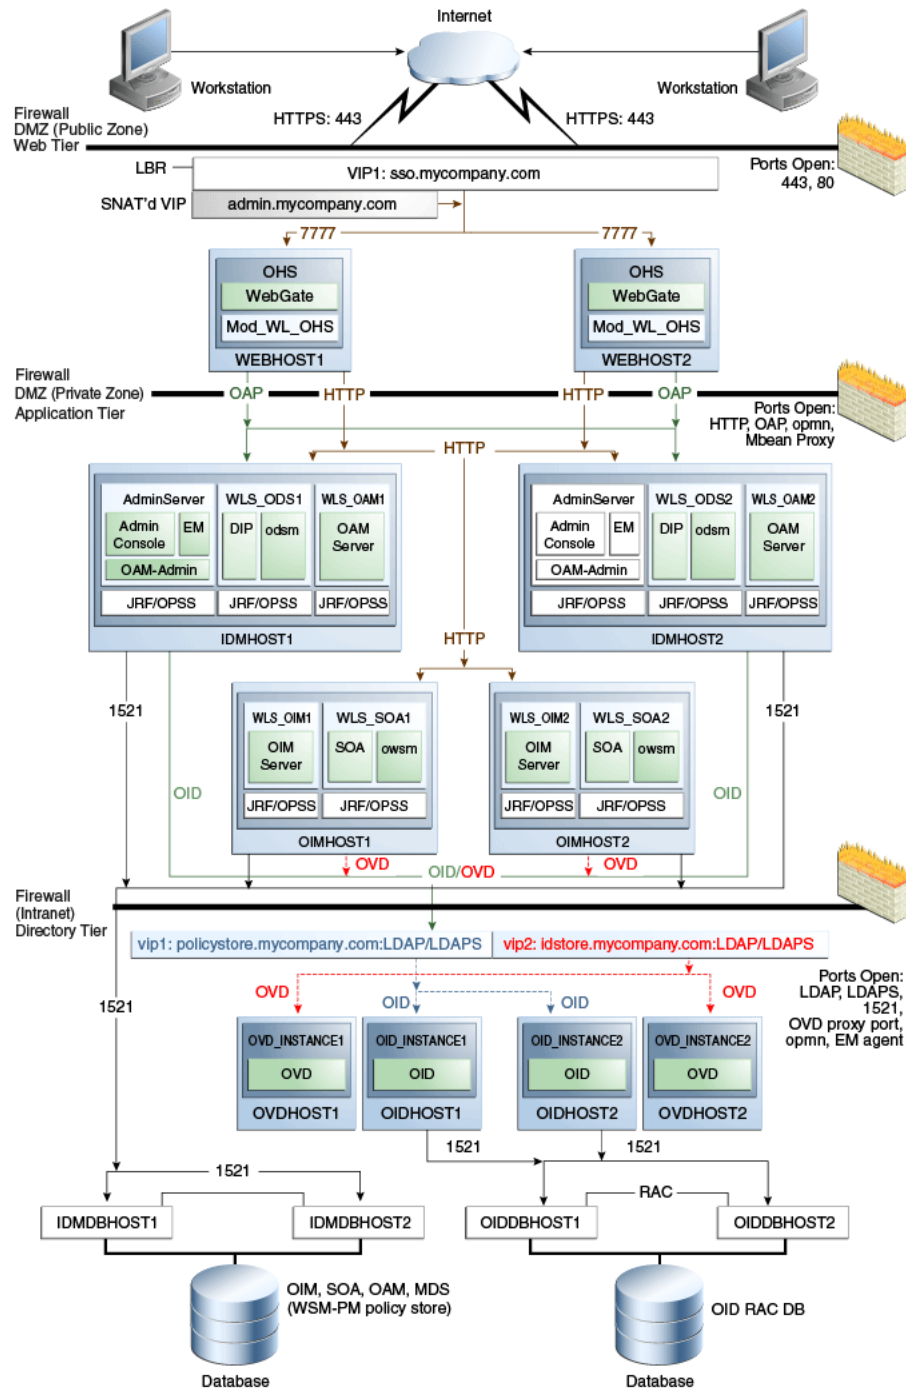 Internet
Workstation
Workstation
HTTPS: 443
HTTPS: 443
Firewall
DMZ (Public Zone)
Web Tier
Ports Open:
443, 80
LBR
VIP1: sso.mycompany.com
SNAT'd VIP
admin.mycompany.com
7777
7777
OHS
WebGate
Mod_WL_OHS
WEBHOST1
OHS
WebGate
Mod_WL_OHS
WEBHOST2
Firewall
DMZ (Private Zone)
Application Tier
OAP
HTTP
HTTP
OAP
Ports Open:
HTTP, OAP, opmn,
Mbean Proxy
HTTP
AdminServer
Admin
Console
EM
OAM-Admin
JRF/OPSS
WLS_ODS1
DIP
odsm
JRF/OPSS
WLS_OAM1
OAM
Server
JRF/OPSS
IDMHOST1
AdminServer
Admin
Console
EM
OAM-Admin
JRF/OPSS
WLS_ODS2
DIP
odsm
JRF/OPSS
WLS_OAM2
OAM
Server
JRF/OPSS
IDMHOST2
HTTP
1521
1521
WLS_OIM1
OIM
Server
JRF/OPSS
WLS_SOA1
SOA
owsm
JRF/OPSS
OIMHOST1
WLS_OIM2
OIM
Server
JRF/OPSS
WLS_SOA2
SOA
owsm
JRF/OPSS
OIMHOST2
OID
OID
OVD
OID/OVD
OVD
Firewall
(Intranet)
Directory Tier
vip1: policystore.mycompany.com:LDAP/LDAPS
vip2: idstore.mycompany.com:LDAP/LDAPS
Ports Open:
LDAP, LDAPS,
1521,
OVD proxy port,
opmn, EM agent
1521
OVD
OID
OID
OVD
OVD_INSTANCE1
OVD
OVDHOST1
OID_INSTANCE1
OID
OIDHOST1
OID_INSTANCE2
OID
OIDHOST2
OVD_INSTANCE2
OVD
OVDHOST2
1521
1521
1521
RAC
IDMDBHOST1
IDMDBHOST2
OIDDBHOST1
OIDDBHOST2
OIM, SOA, OAM, MDS
(WSM-PM policy store)
OID RAC DB
Database
Database